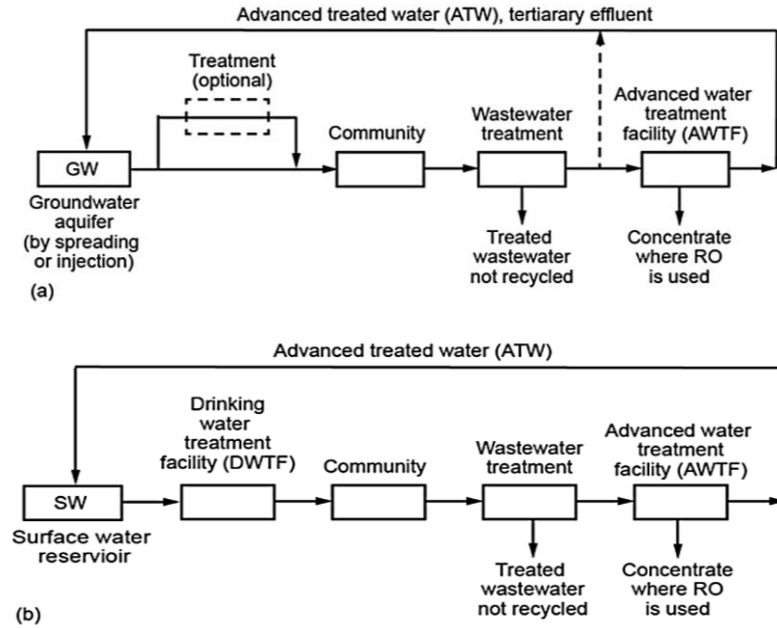 Advanced treated water (ATW), tertiarary effluent
Treatment
(optional)
Community
Wastewater
treatment
Advanced water
treatment
facility (AWTF)
GW
Groundwater
aquifer
(by spreading
or injection)
Treated
wastewater
not recycled
Concentrate
where RO
is used
(a)
Advanced treated water (ATW)
Drinking
water
treatment
facility (DWTF)
Community
Wastewater
treatment
Advanced water
treatment
facility (AWTF)
SW
Surface water
reservioir
Treated
wastewater
not recycled
Concentrate
where RO
is used
(b)